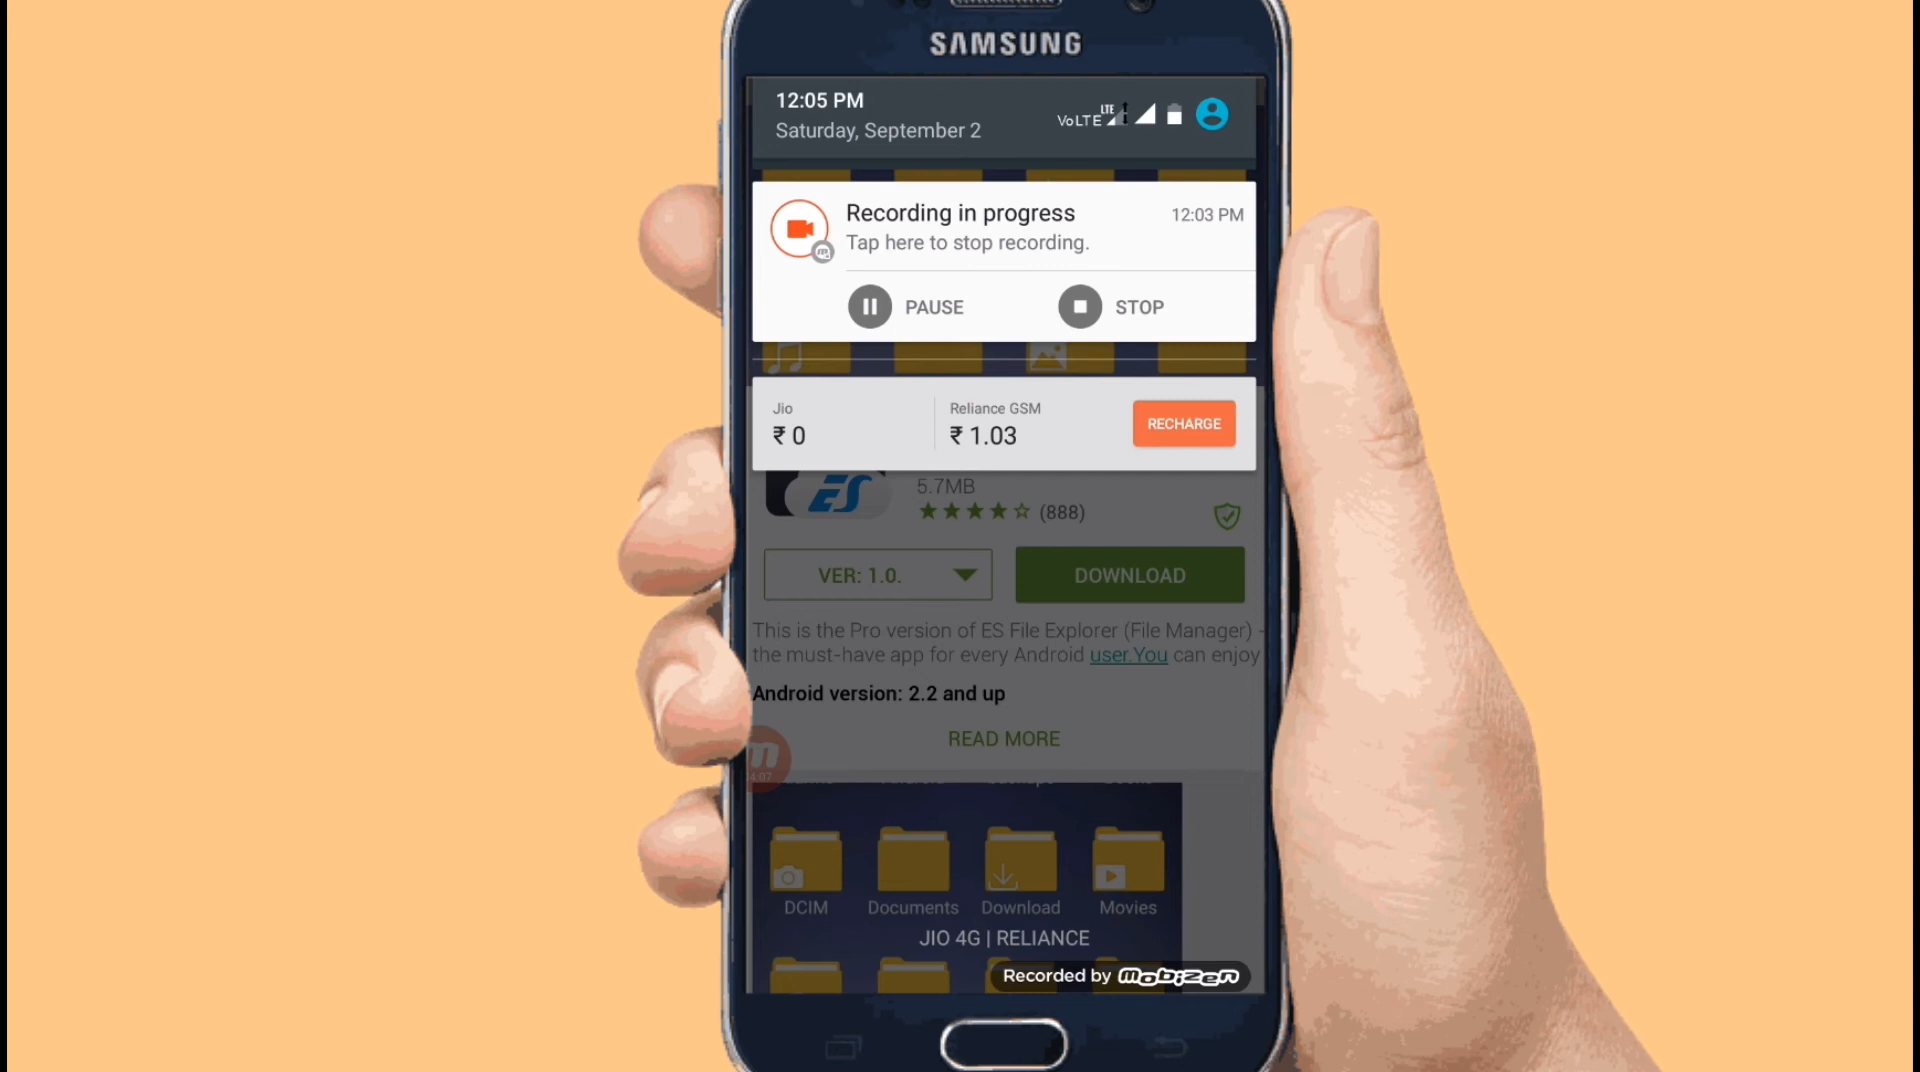 SAMSUNG
12:05 PM
Saturday, September 2
VoLTE LTE
Recording in progress
12:03 PM
Tap here to stop recording.
PAUSE
STOP
Jio
Reliance GSM
₹ 0
₹ 1.03
RECHARGE
ES
5.7MB
(888)
VER: 1.0.
DOWNLOAD
This is the Pro version of ES File Explorer (File Manager) -
the must-have app for every Android user.You can enjoy
Android version: 2.2 and up
READ MORE
m
04:07
DCIM
Documents
Download
Movies
JIO 4G | RELIANCE
Recorded by mobizen